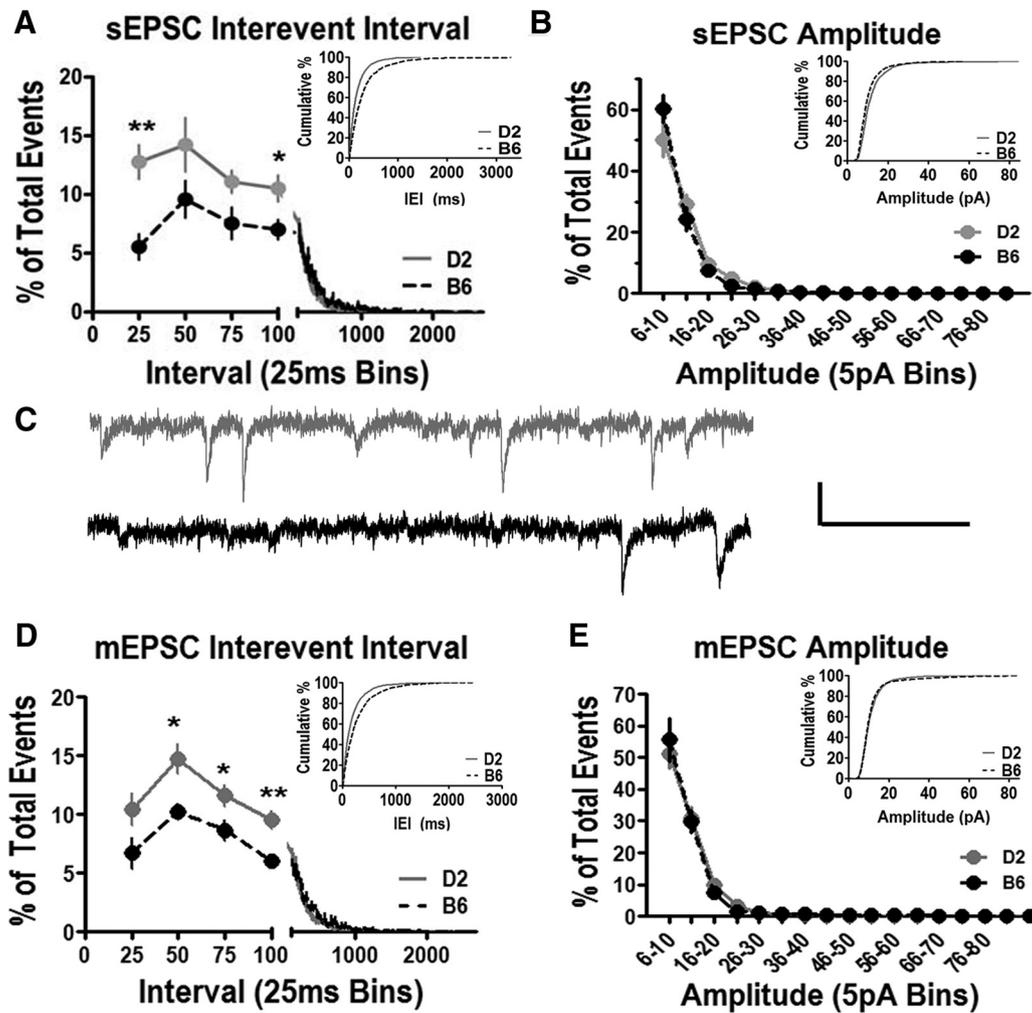 A
sEPSC Interevent Interval
% of Total Events
20
15
10
5
0
**
*
0 25 50 75 100 1000 2000
Interval (25ms Bins)
D2
B6
Cumulative %
100
80
60
40
20
0
0 1000 2000 3000
IEI (ms)
D2
B6
B
sEPSC Amplitude
% of Total Events
60
40
20
0
6-10 16-20 26-30 36-40 46-50 56-60 66-70 76-80
Amplitude (5pA Bins)
D2
B6
Cumulative %
100
80
60
40
20
0
0 20 40 60 80
Amplitude (pA)
D2
B6
C
D
mEPSC Interevent Interval
% of Total Events
20
15
10
5
0
*
*
**
0 25 50 75 100 1000 2000
Interval (25ms Bins)
D2
B6
Cumulative %
100
80
60
40
20
0
0 1000 2000 3000
IEI (ms)
D2
B6
E
mEPSC Amplitude
% of Total Events
70
60
50
40
30
20
10
0
6-10 16-20 26-30 36-40 46-50 56-60 66-70 76-80
Amplitude (5pA Bins)
D2
B6
Cumulative %
100
80
60
40
20
0
0 20 40 60 80
Amplitude (pA)
D2
B6